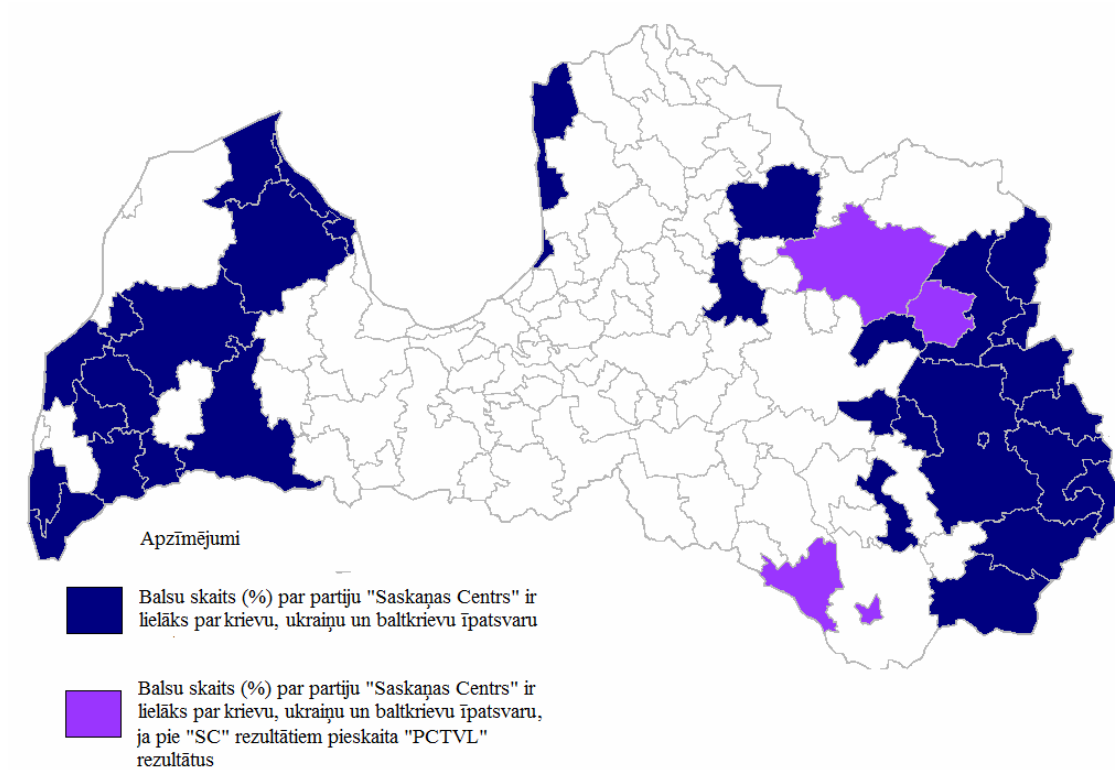 Apzīmējumi
Balsu skaits (%) par partiju "Saskaņas Centrs" ir
lielāks par krievu, ukraiņu un baltkrievu īpatsvaru
Balsu skaits (%) par partiju "Saskaņas Centrs" ir
lielāks par krievu, ukraiņu un baltkrievu īpatsvaru,
ja pie "SC" rezultātiem pieskaita "PCTVL"
rezultātus